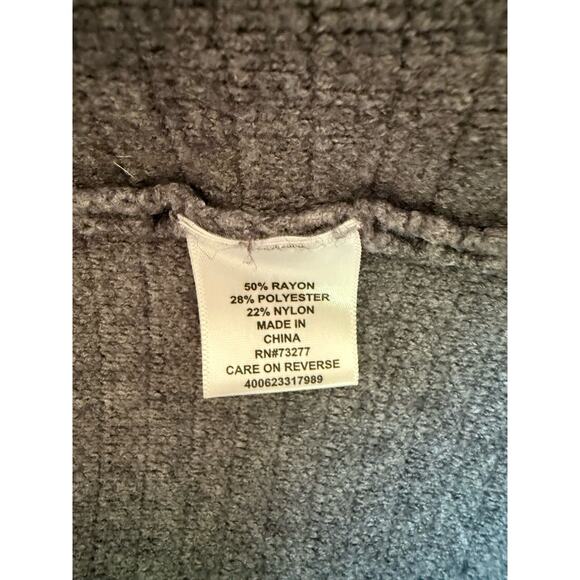 50% RAYON
28% POLYESTER
22% NYLON
MADE IN
CHINA
RN#73277
CARE ON REVERSE
400623317989